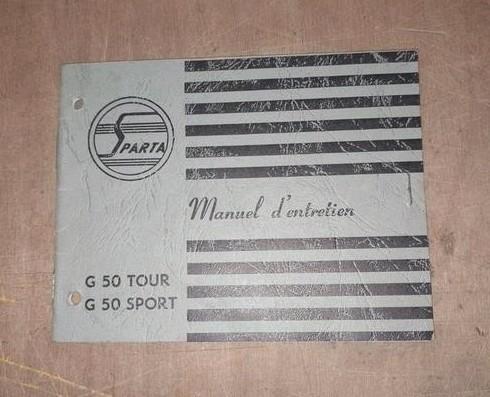 SPARTA
Manuel d'entretien
G 50 TOUR
G 50 SPORT